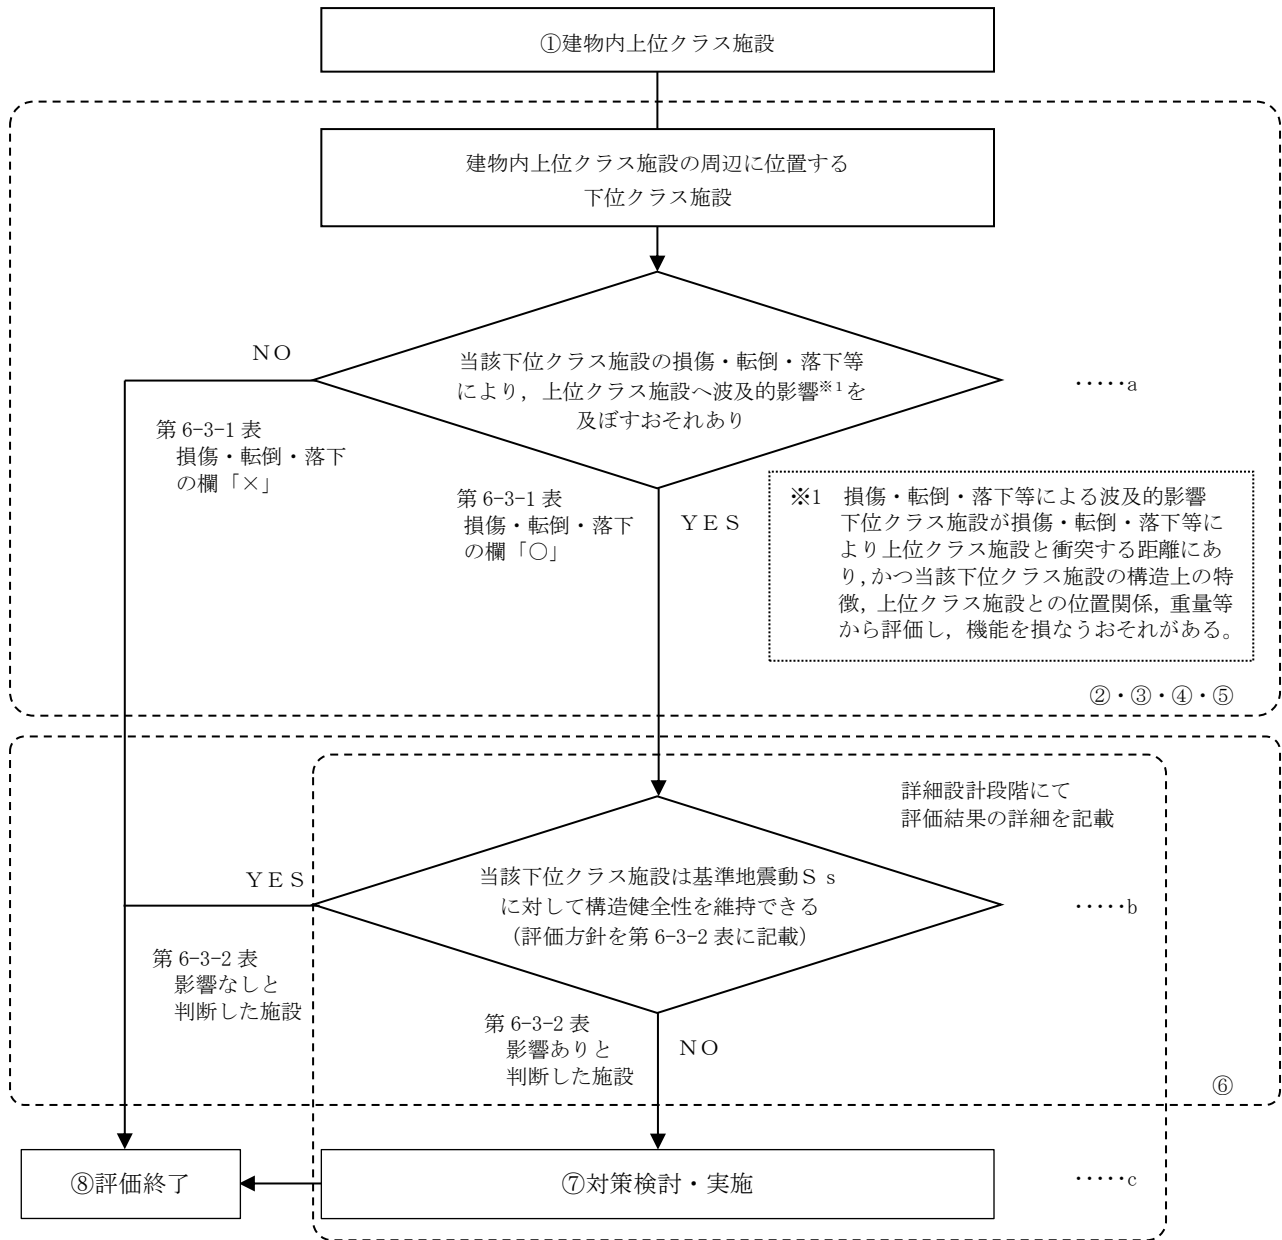 ①建物内上位クラス施設
建物内上位クラス施設の周辺に位置する
下位クラス施設
NO
当該下位クラス施設の損傷・転倒・落下等
により，上位クラス施設へ波及的影響※1を
及ぼすおそれあり
・・・・・a
第 6-3-1 表
損傷・転倒・落下
の欄「×」
第 6-3-1 表
損傷・転倒・落下
の欄「○」
ＹＥＳ
※1 損傷・転倒・落下等による波及的影響
下位クラス施設が損傷・転倒・落下等に
より上位クラス施設と衝突する距離にあ
り,かつ当該下位クラス施設の構造上の特
徴，上位クラス施設との位置関係，重量等
から評価し，機能を損なうおそれがある。
②・③・④・⑤
詳細設計段階にて
評価結果の詳細を記載
ＹＥＳ
当該下位クラス施設は基準地震動Ｓｓ
に対して構造健全性を維持できる
（評価方針を第 6-3-2 表に記載）
・・・・・b
第 6-3-2 表
影響なしと
判断した施設
第 6-3-2 表
影響ありと
判断した施設
NO
⑥
⑧評価終了
⑦対策検討・実施
・・・・・c